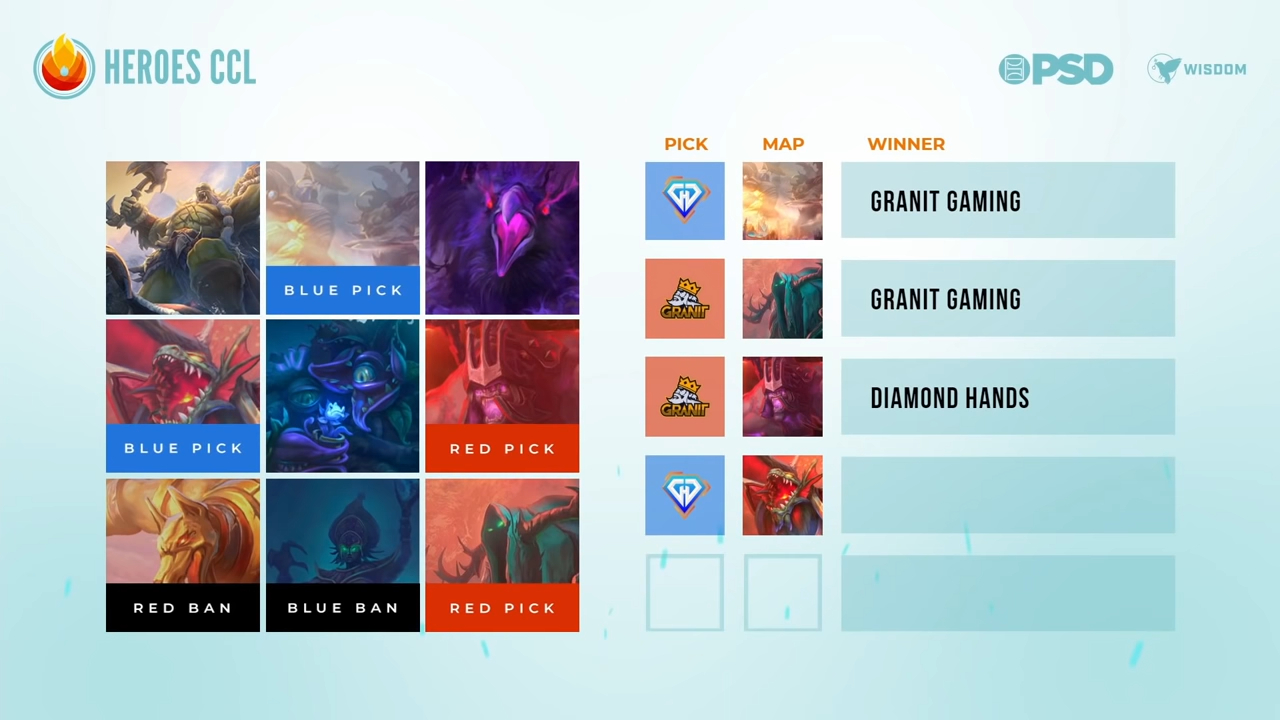 HEROES CCL
PSD
WISDOM
PICK MAP WINNER
GRANIT GAMING
BLUE PICK
GRANIT
GRANIT GAMING
GRANIT
DIAMOND HANDS
BLUE PICK
RED PICK
RED BAN
BLUE BAN
RED PICK